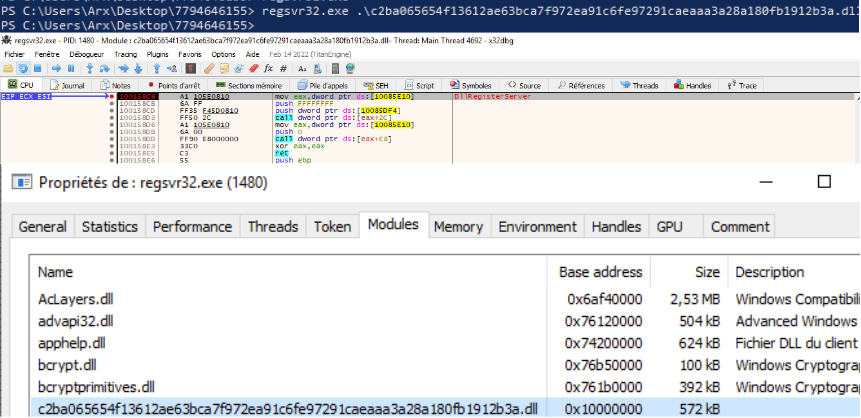 PS C:\Users\Arx\Desktop\7794646155> regsvr32.exe .\c2ba065654f13612ae63bca7f972ea91c6fe97291caeaaa3a28a180fb1912b3a.dll
PS C:\Users\Arx\Desktop\7794646155>
regsvr32.exe - PID: 1480 - Module : c2ba065654f13612ae63bca7f972ea91c6fe97291caeaaa3a28a180fb1912b3a.dll- Thread: Main Thread 4692 - x32dbg
Fichier Fenêtre Débogueur Tracing Plugins Favoris Options Aide Feb 14 2022 (TitanEngine)
CPU Journal Notes Points d'arrêt Sections mémoire Pile d'appels SEH Script Symboles Source Références Threads Handles Trace
EIP ECX ESI 100158C6 A1 105E0810 mov eax,dword ptr ds:[10085E10] DllRegisterServer
100158CB 6A FF push FFFFFFFF
100158CD FF35 F45D0810 push dword ptr ds:[10085DF4]
100158D3 FF50 2C call dword ptr ds:[eax+2C]
100158D6 A1 105E0810 mov eax,dword ptr ds:[10085E10]
100158DB 6A 00 push 0
100158DD FF90 E8000000 call dword ptr ds:[eax+E8]
100158E3 33C0 xor eax,eax
100158E5 C3 ret
100158E6 55 push ebp
Propriétés de : regsvr32.exe (1480)
General Statistics Performance Threads Token Modules Memory Environment Handles GPU Comment
Name Base address Size Description
AcLayers.dll 0x6af40000 2,53 MB Windows Compatibili
advapi32.dll 0x76120000 504 kB Advanced Windows
apphelp.dll 0x74200000 624 kB Fichier DLL du client
bcrypt.dll 0x76b50000 100 kB Windows Cryptogra
bcryptprimitives.dll 0x761b0000 392 kB Windows Cryptogra
c2ba065654f13612ae63bca7f972ea91c6fe97291caeaaa3a28a180fb1912b3a.dll 0x10000000 572 kB